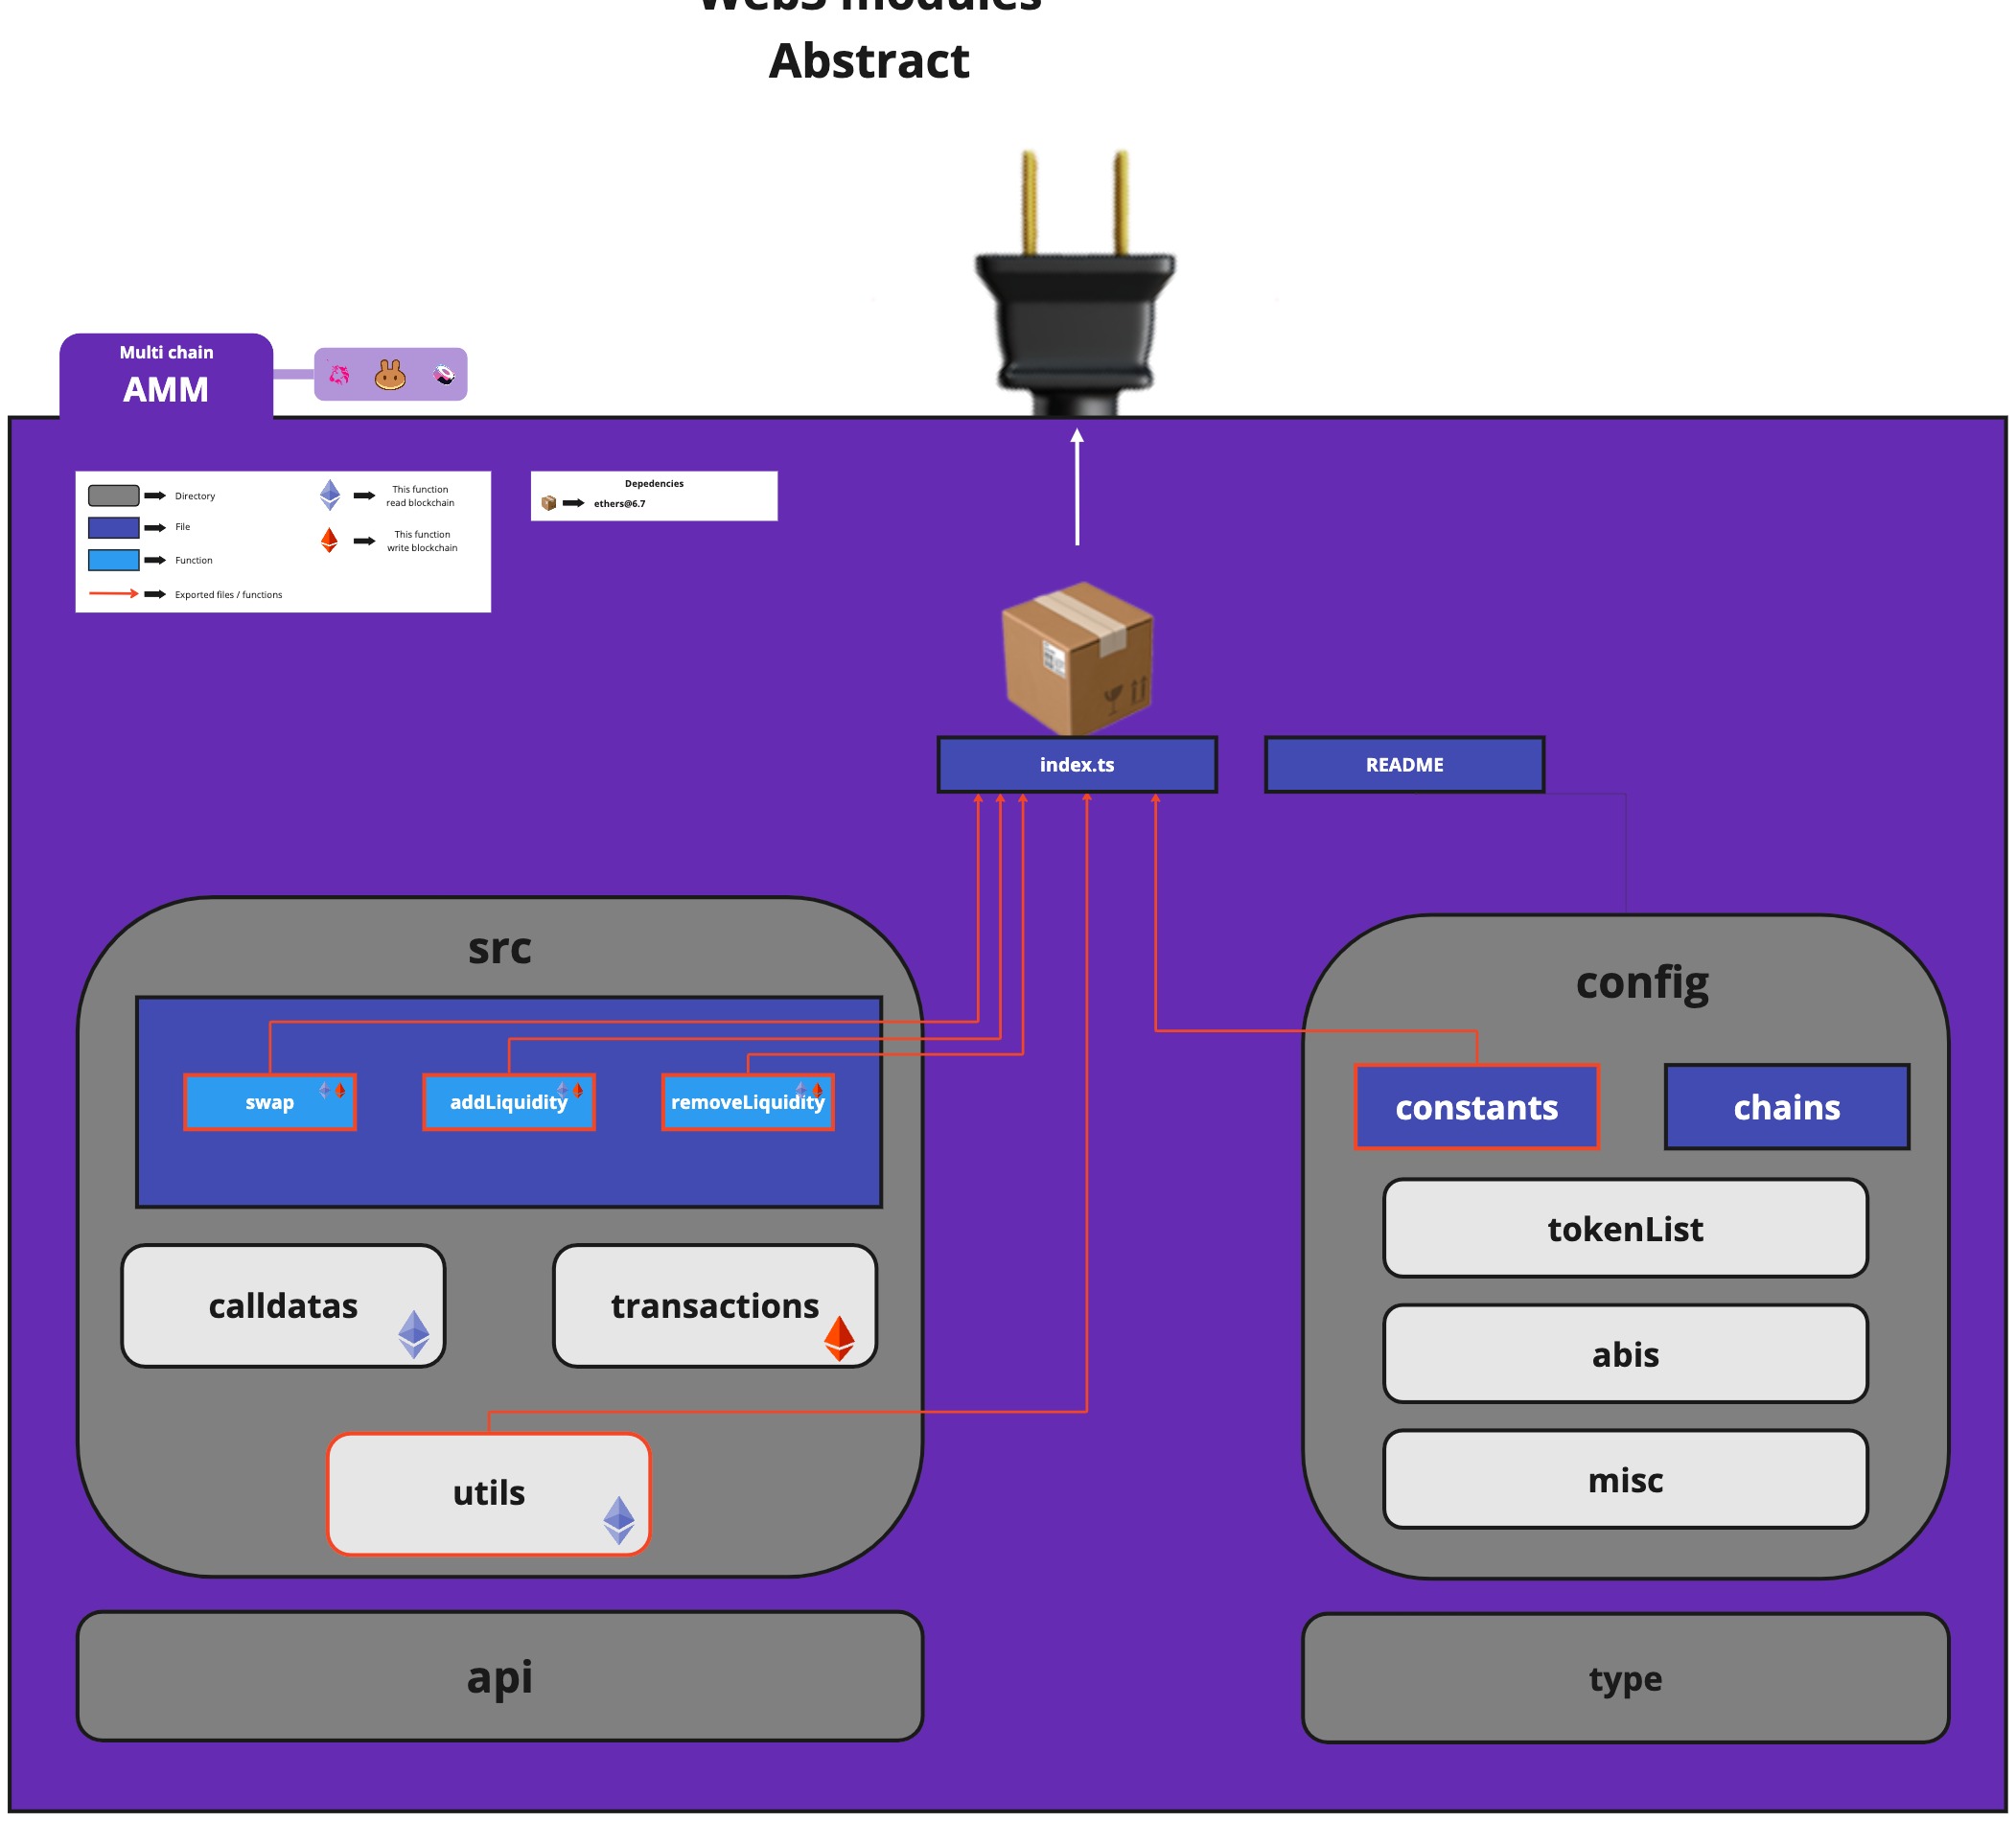 Web3 modules
Abstract
Multi chain
AMM
Directory
This function
read blockchain
File
This function
write blockchain
Function
Exported files / functions
Depedencies
ethers@6.7
index.ts
README
src
config
swap
addLiquidity
removeLiquidity
constants
chains
tokenList
calldatas
transactions
abis
misc
utils
api
type